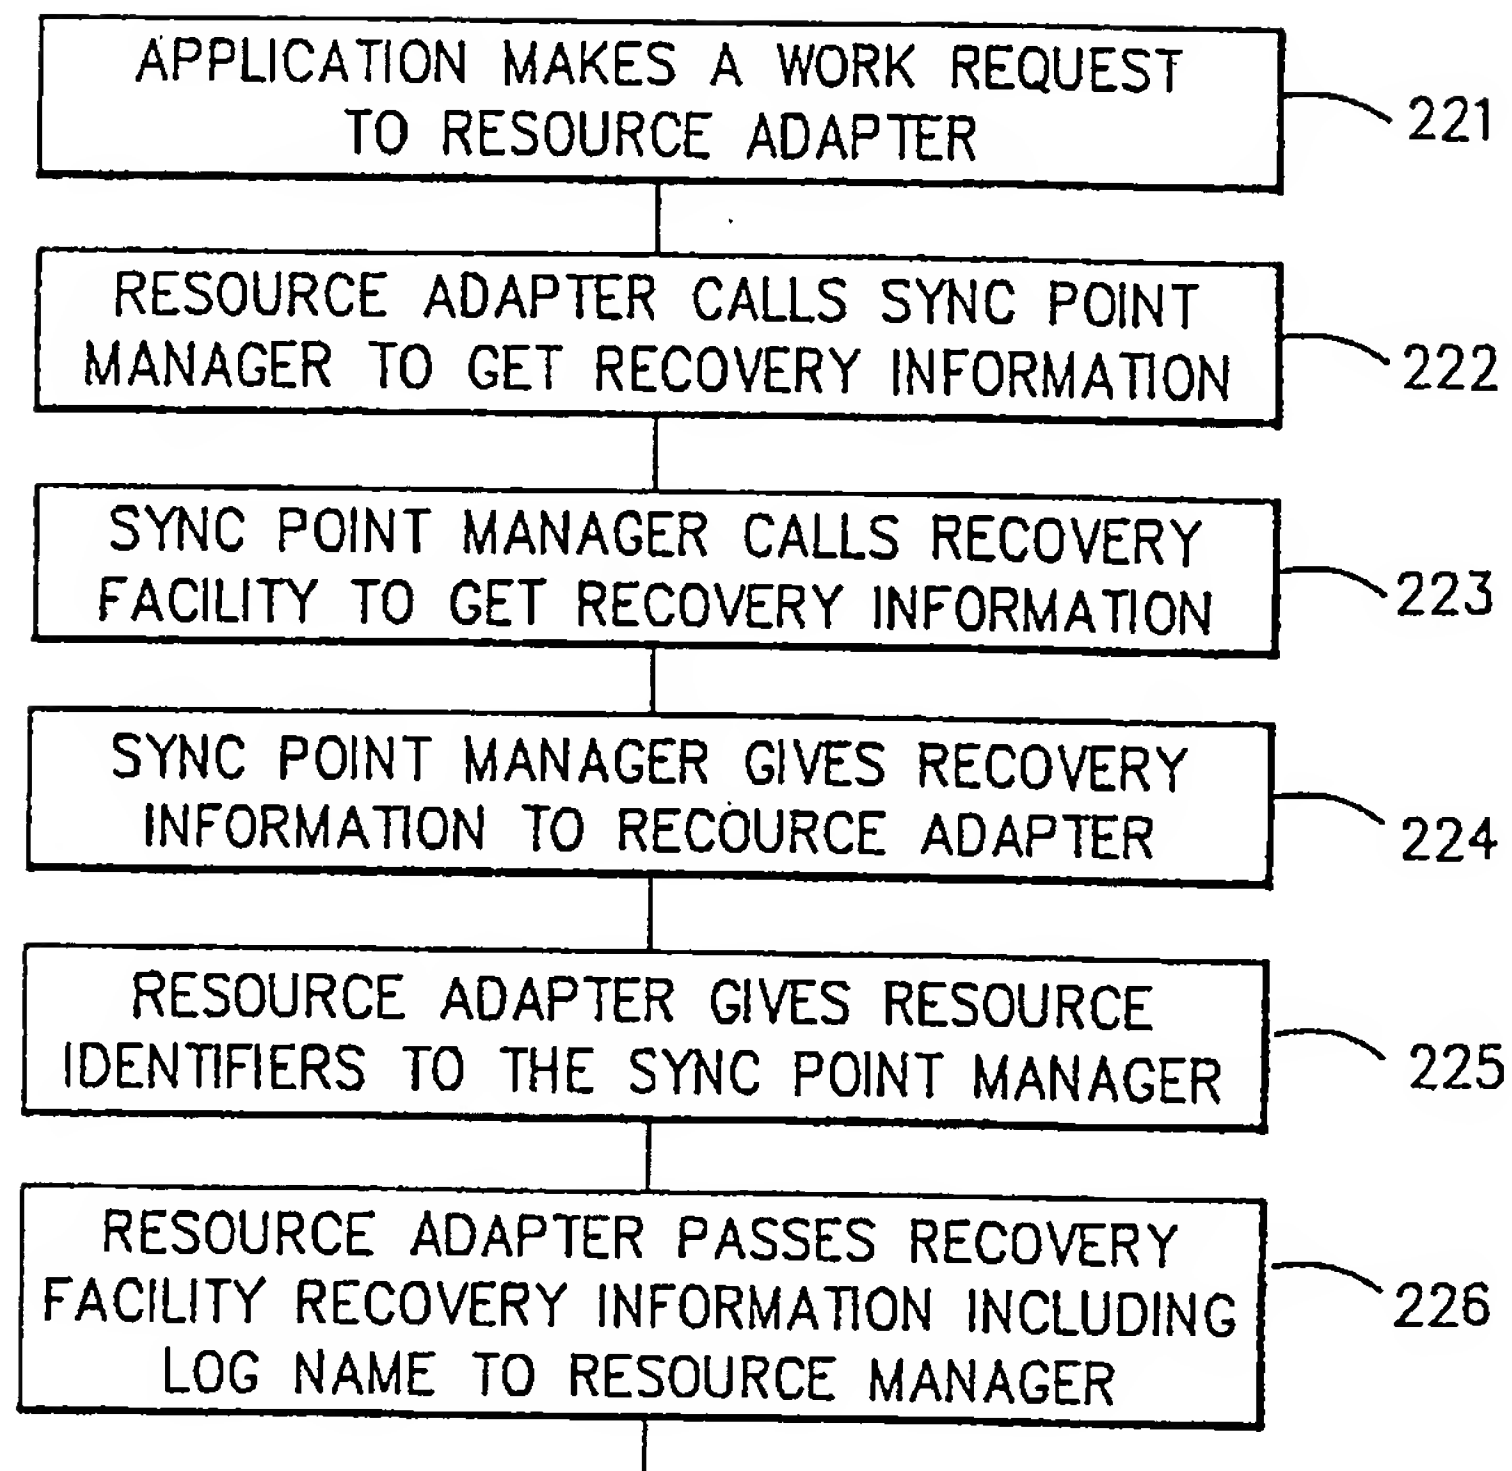 APPLICATION MAKES A WORK REQUEST
TO RESOURCE ADAPTER
221
RESOURCE ADAPTER CALLS SYNC POINT
MANAGER TO GET RECOVERY INFORMATION
222
SYNC POINT MANAGER CALLS RECOVERY
FACILITY TO GET RECOVERY INFORMATION
223
SYNC POINT MANAGER GIVES RECOVERY
INFORMATION TO RECOURCE ADAPTER
224
RESOURCE ADAPTER GIVES RESOURCE
IDENTIFIERS TO THE SYNC POINT MANAGER
225
RESOURCE ADAPTER PASSES RECOVERY
FACILITY RECOVERY INFORMATION INCLUDING
LOG NAME TO RESOURCE MANAGER
226